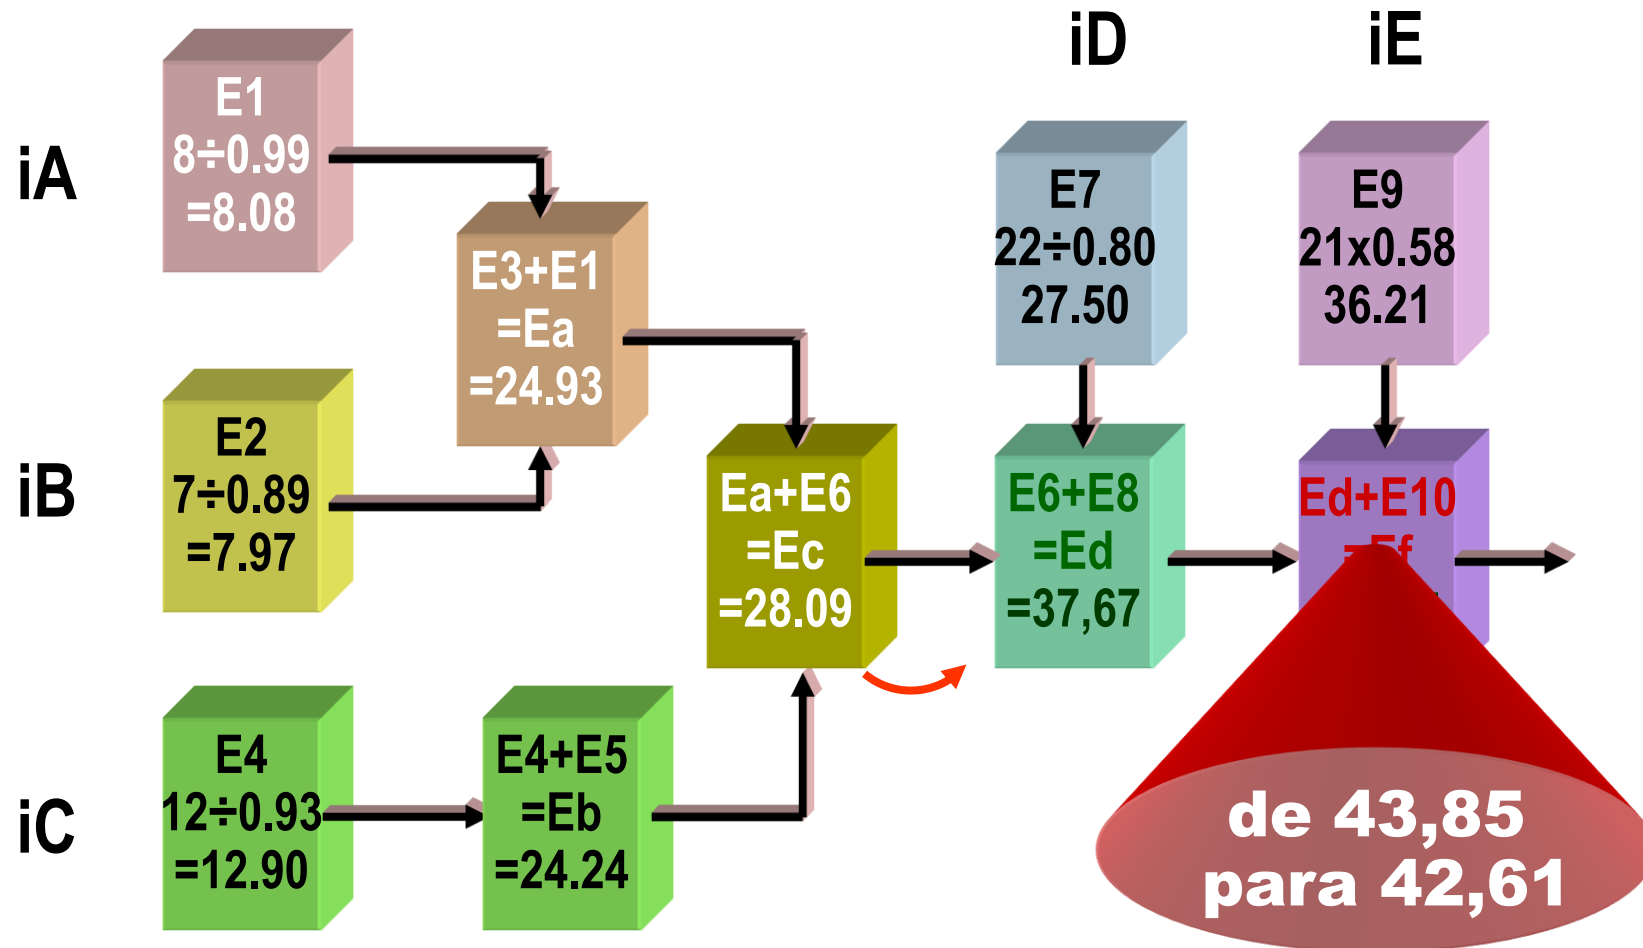 iD
iE
iA
E1
8÷0.99
=8.08
E3+E1
=Ea
=24.93
E7
22÷0.80
27.50
E9
21x0.58
36.21
iB
E2
7÷0.89
=7.97
Ea+E6
=Ec
=28.09
E6+E8
=Ed
=37,67
Ed+E10
=Ef
iC
E4
12÷0.93
=12.90
E4+E5
=Eb
=24.24
de 43,85
para 42,61